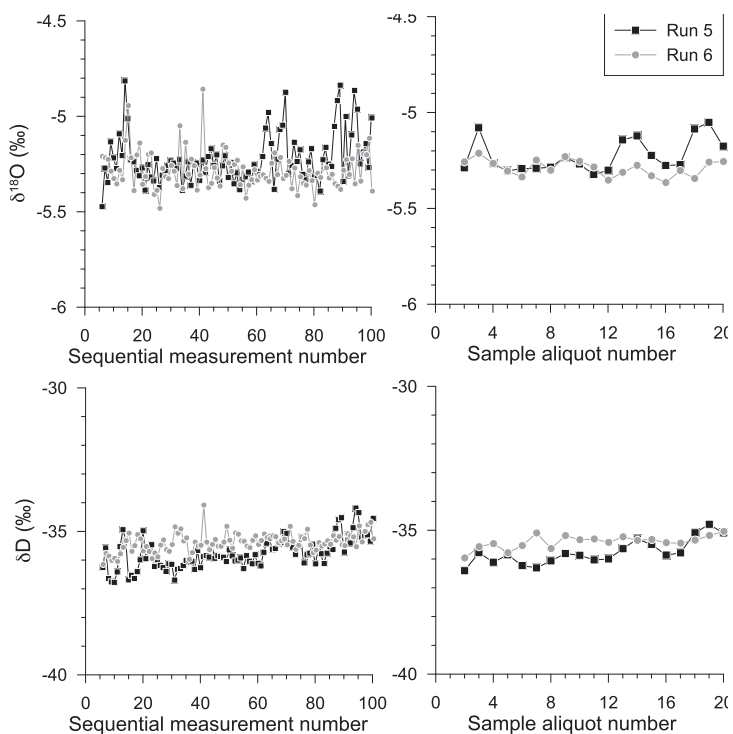 -4.5
-5
-5.5
-6
δ¹⁸O (‰)
0 20 40 60 80 100
Sequential measurement number
-4.5
-5
-5.5
-6
0 4 8 12 16 20
Sample aliquot number
Run 5
Run 6
-30
-35
-40
δD (‰)
0 20 40 60 80 100
Sequential measurement number
-30
-35
-40
0 4 8 12 16 20
Sample aliquot number